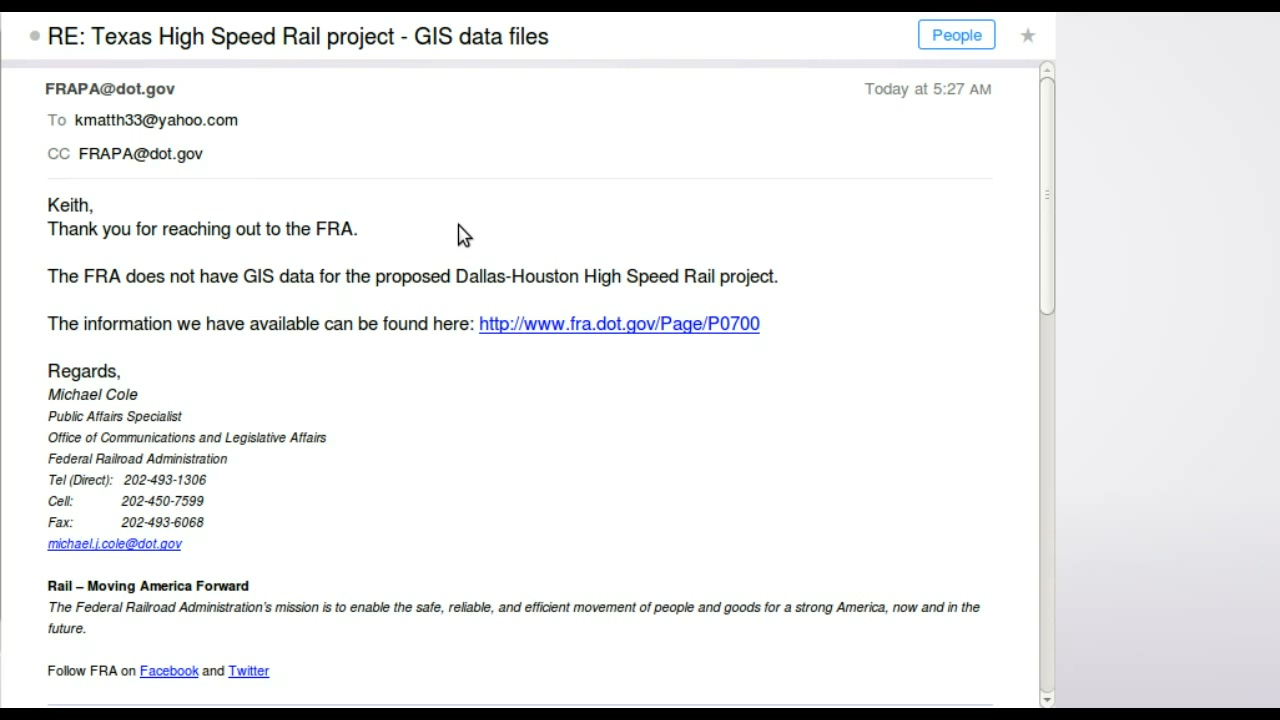 RE: Texas High Speed Rail project - GIS data files
People
FRAPA@dot.gov
Today at 5:27 AM
To kmatth33@yahoo.com
CC FRAPA@dot.gov
Keith,
Thank you for reaching out to the FRA.
The FRA does not have GIS data for the proposed Dallas-Houston High Speed Rail project.
The information we have available can be found here: http://www.fra.dot.gov/Page/P0700
Regards,
Michael Cole
Public Affairs Specialist
Office of Communications and Legislative Affairs
Federal Railroad Administration
Tel (Direct): 202-493-1306
Cell: 202-450-7599
Fax: 202-493-6068
michael.j.cole@dot.gov
Rail – Moving America Forward
The Federal Railroad Administration's mission is to enable the safe, reliable, and efficient movement of people and goods for a strong America, now and in the
future.
Follow FRA on Facebook and Twitter